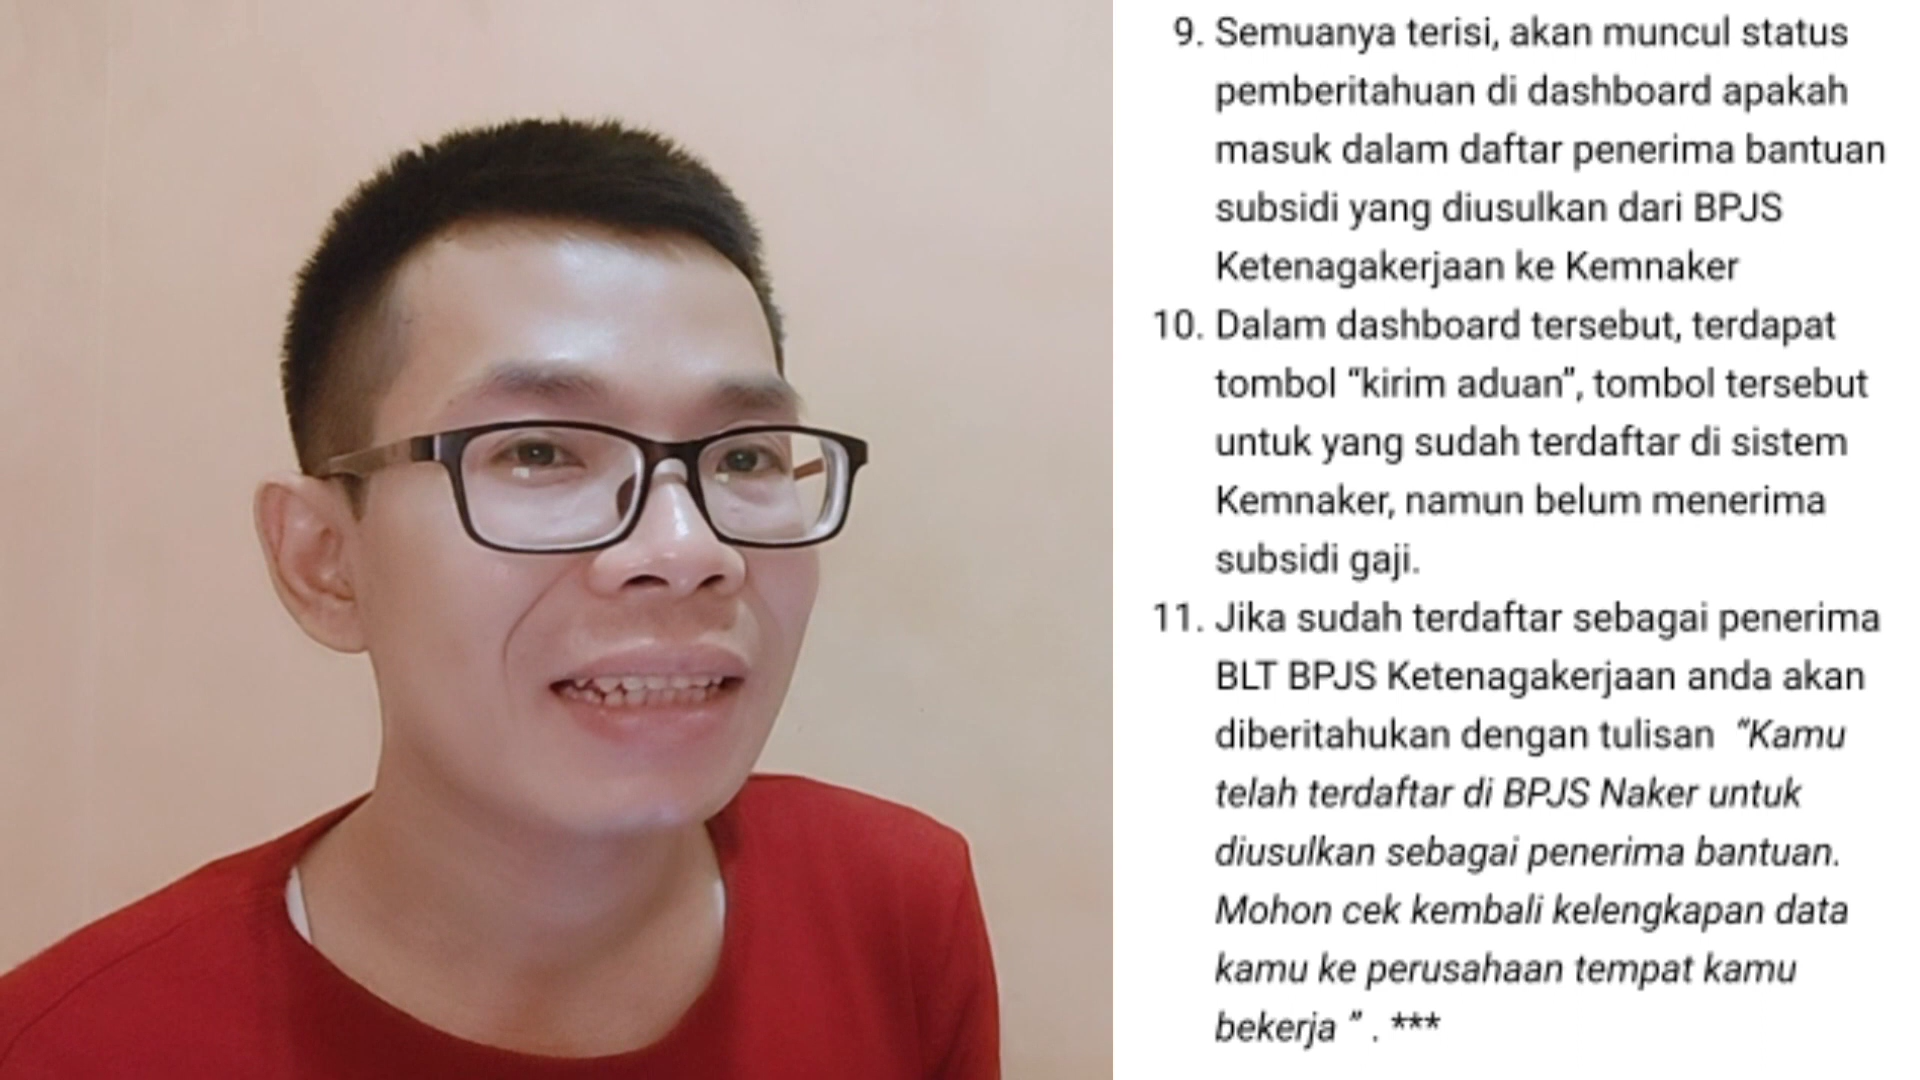 9. Semuanya terisi, akan muncul status
pemberitahuan di dashboard apakah
masuk dalam daftar penerima bantuan
subsidi yang diusulkan dari BPJS
Ketenagakerjaan ke Kemnaker
10. Dalam dashboard tersebut, terdapat
tombol “kirim aduan”, tombol tersebut
untuk yang sudah terdaftar di sistem
Kemnaker, namun belum menerima
subsidi gaji.
11. Jika sudah terdaftar sebagai penerima
BLT BPJS Ketenagakerjaan anda akan
diberitahukan dengan tulisan “Kamu
telah terdaftar di BPJS Naker untuk
diusulkan sebagai penerima bantuan.
Mohon cek kembali kelengkapan data
kamu ke perusahaan tempat kamu
bekerja ” . ***